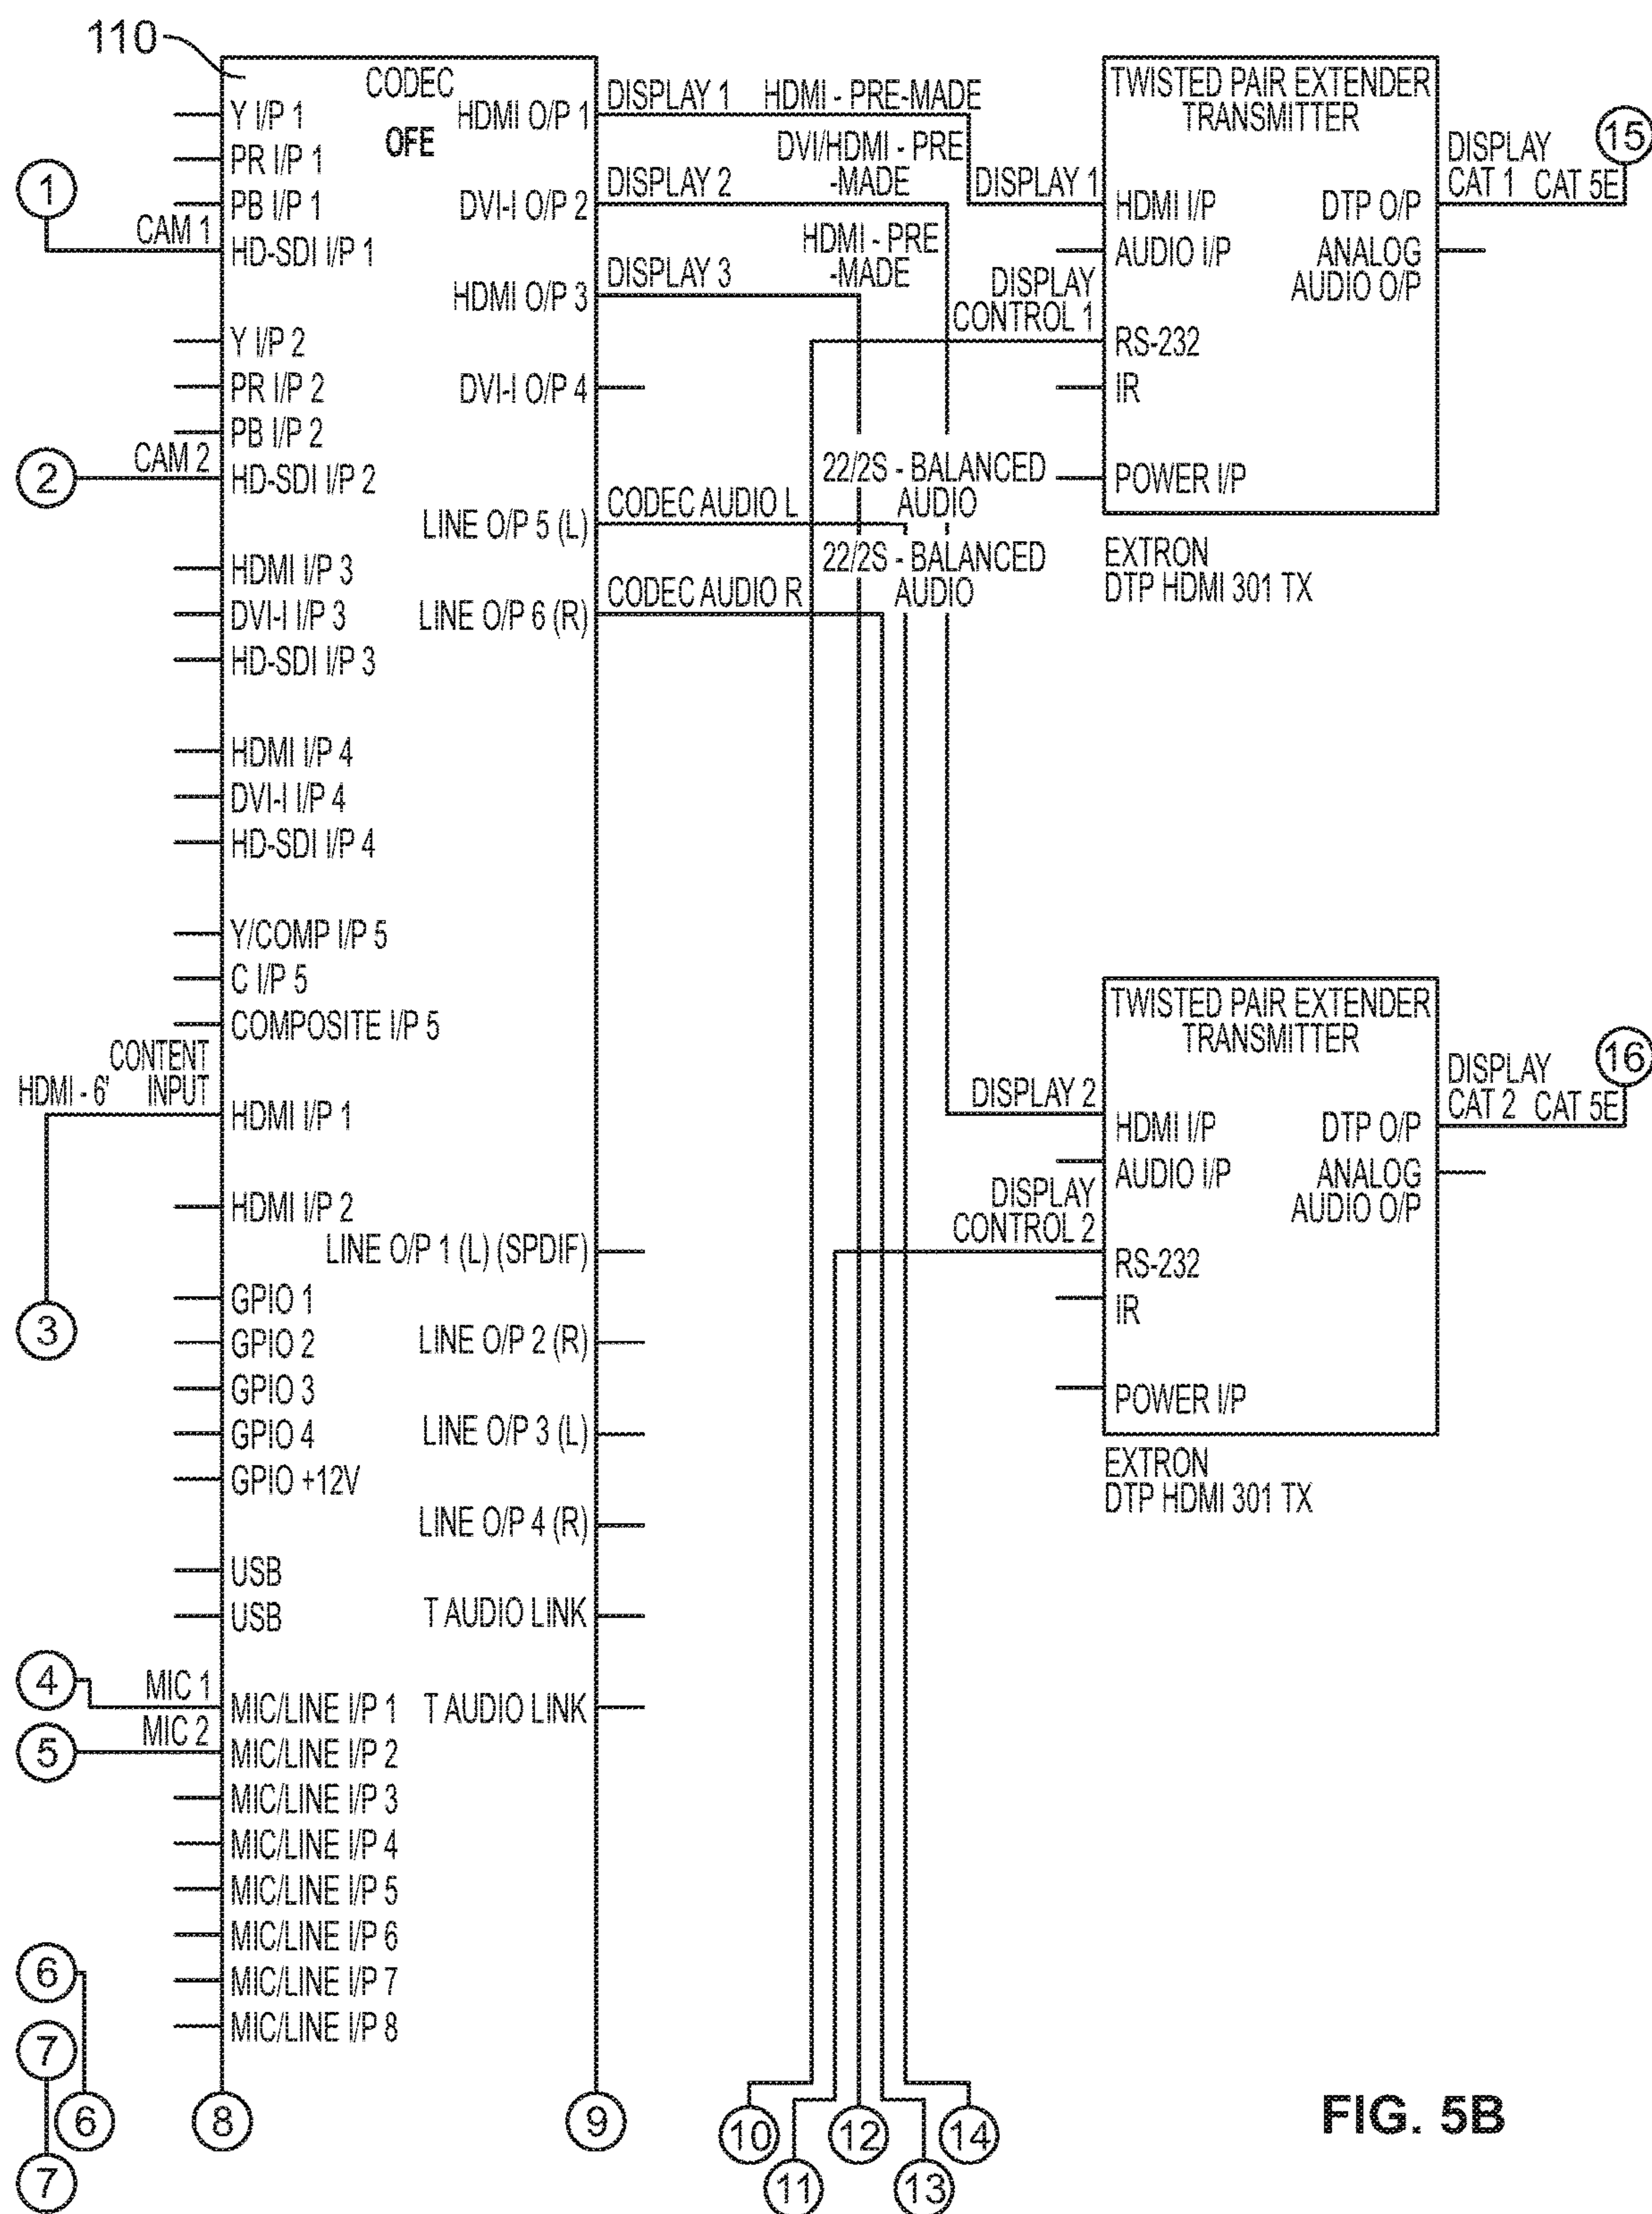 110
CODEC
OFE
Y I/P 1
PR I/P 1
PB I/P 1
1
CAM 1
HD-SDI I/P 1
Y I/P 2
PR I/P 2
PB I/P 2
2
CAM 2
HD-SDI I/P 2
HDMI I/P 3
DVI-I I/P 3
HD-SDI I/P 3
HDMI I/P 4
DVI-I I/P 4
HD-SDI I/P 4
Y/COMP I/P 5
C I/P 5
COMPOSITE I/P 5
CONTENT
HDMI - 6' INPUT
HDMI I/P 1
HDMI I/P 2
3
GPIO 1
GPIO 2
GPIO 3
GPIO 4
GPIO +12V
USB
USB
4
MIC 1
MIC/LINE I/P 1
5
MIC 2
MIC/LINE I/P 2
MIC/LINE I/P 3
MIC/LINE I/P 4
MIC/LINE I/P 5
MIC/LINE I/P 6
MIC/LINE I/P 7
MIC/LINE I/P 8
6
7
6
7
8
9
HDMI O/P 1
DVI-I O/P 2
HDMI O/P 3
DVI-I O/P 4
LINE O/P 5 (L)
LINE O/P 6 (R)
LINE O/P 1 (L) (SPDIF)
LINE O/P 2 (R)
LINE O/P 3 (L)
LINE O/P 4 (R)
T AUDIO LINK
T AUDIO LINK
DISPLAY 1 HDMI - PRE-MADE
DISPLAY 2
DVI/HDMI - PRE
-MADE
DISPLAY 3
HDMI - PRE
-MADE
CODEC AUDIO L
22/2S - BALANCED
AUDIO
CODEC AUDIO R
22/2S - BALANCED
AUDIO
10
11
12
13
14
TWISTED PAIR EXTENDER
TRANSMITTER
DISPLAY 1
HDMI I/P
AUDIO I/P
DISPLAY
CONTROL 1
RS-232
IR
POWER I/P
DTP O/P
ANALOG
AUDIO O/P
DISPLAY
CAT 1 CAT 5E
15
EXTRON
DTP HDMI 301 TX
TWISTED PAIR EXTENDER
TRANSMITTER
DISPLAY 2
HDMI I/P
AUDIO I/P
DISPLAY
CONTROL 2
RS-232
IR
POWER I/P
DTP O/P
ANALOG
AUDIO O/P
DISPLAY
CAT 2 CAT 5E
16
EXTRON
DTP HDMI 301 TX
FIG. 5B